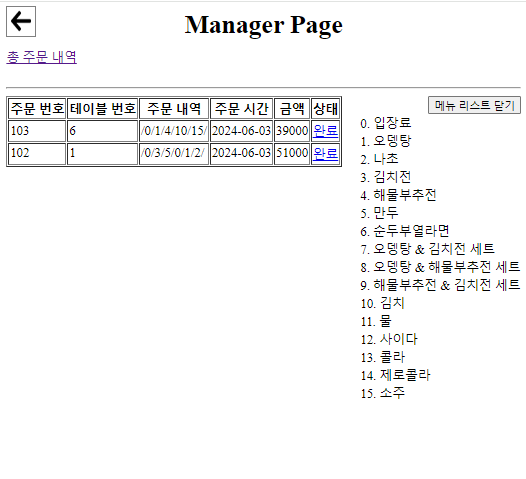 Manager Page
총 주문 내역
주문 번호 테이블 번호 주문 내역 주문 시간 금액 상태
103 6 /0/1/4/10/15/ 2024-06-03 39000 완료
102 1 /0/3/5/0/1/2/ 2024-06-03 51000 완료
메뉴 리스트 닫기
0. 입장료
1. 오뎅탕
2. 나초
3. 김치전
4. 해물부추전
5. 만두
6. 순두부열라면
7. 오뎅탕 & 김치전 세트
8. 오뎅탕 & 해물부추전 세트
9. 해물부추전 & 김치전 세트
10. 김치
11. 물
12. 사이다
13. 콜라
14. 제로콜라
15. 소주